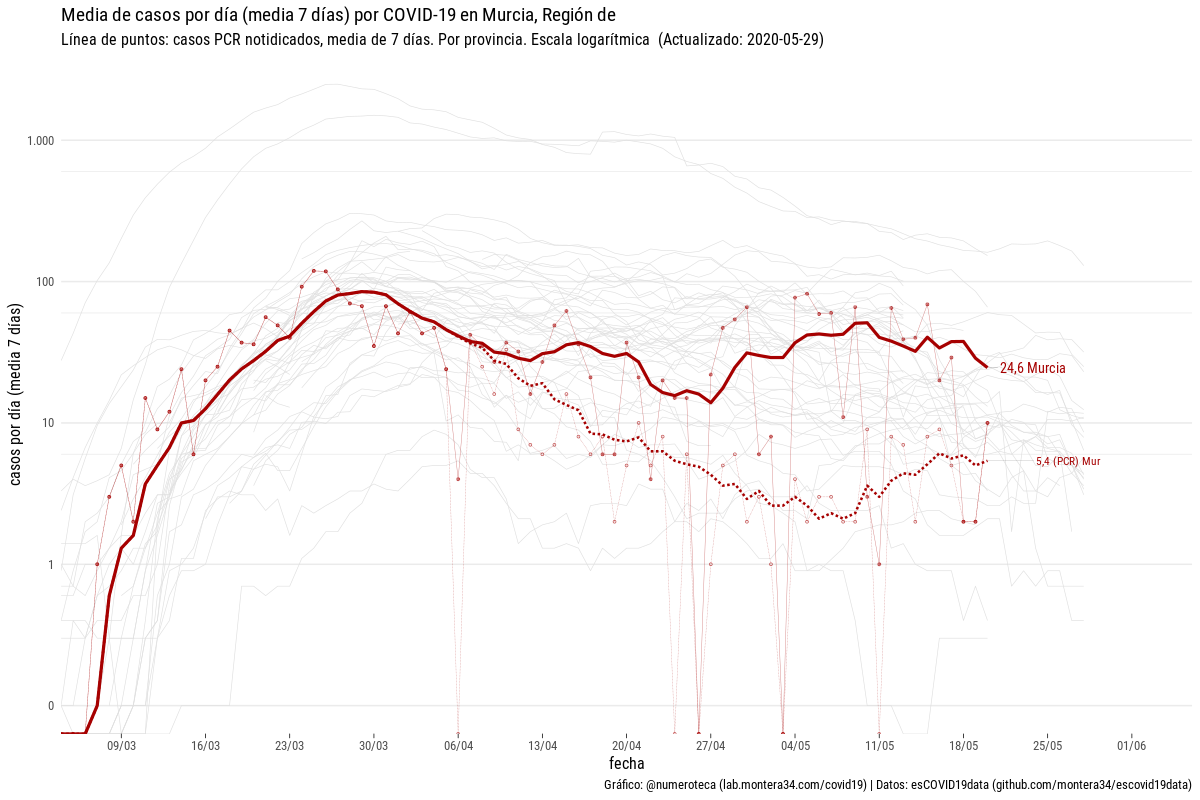 Media de casos por día (media 7 días) por COVID-19 en Murcia, Región de
Línea de puntos: casos PCR notidicados, media de 7 días. Por provincia. Escala logarítmica (Actualizado: 2020-05-29)
casos por día (media 7 días)
1.000
100
10
1
0
24,6 Murcia
5,4 (PCR) Mur
09/03 16/03 23/03 30/03 06/04 13/04 20/04 27/04 04/05 11/05 18/05 25/05 01/06
fecha
Gráfico: @numeroteca (lab.montera34.com/covid19) | Datos: esCOVID19data (github.com/montera34/escovid19data)